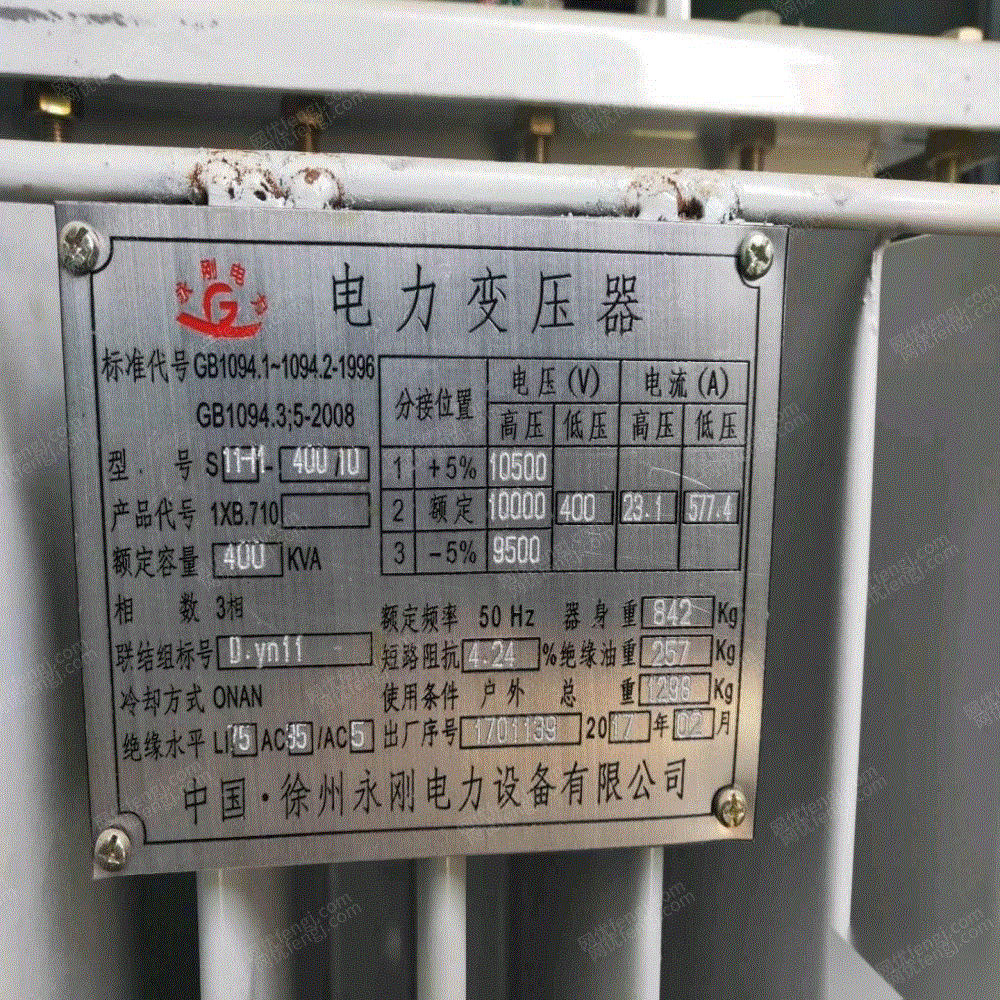 永刚电力
电力变压器
标准代号 GB1094.1~1094.2-1996
GB1094.3;5-2008
型号 S 11-M- 400/10
产品代号 1XB.710
额定容量 400 KVA
相数 3相
联结组标号 D.yn11
冷却方式 ONAN
绝缘水平 LI75 AC35/AC5
分接位置 电压(V) 电流(A)
高压 低压 高压 低压
1 +5% 10500
2 额定 10000 400 23.1 577.4
3 -5% 9500
额定频率 50 Hz 器身重 842 Kg
短路阻抗 4.24 % 绝缘油重 257 Kg
使用条件 户外 总重 1298 Kg
出厂序号 1701139 2017年02月
中国·徐州永刚电力设备有限公司